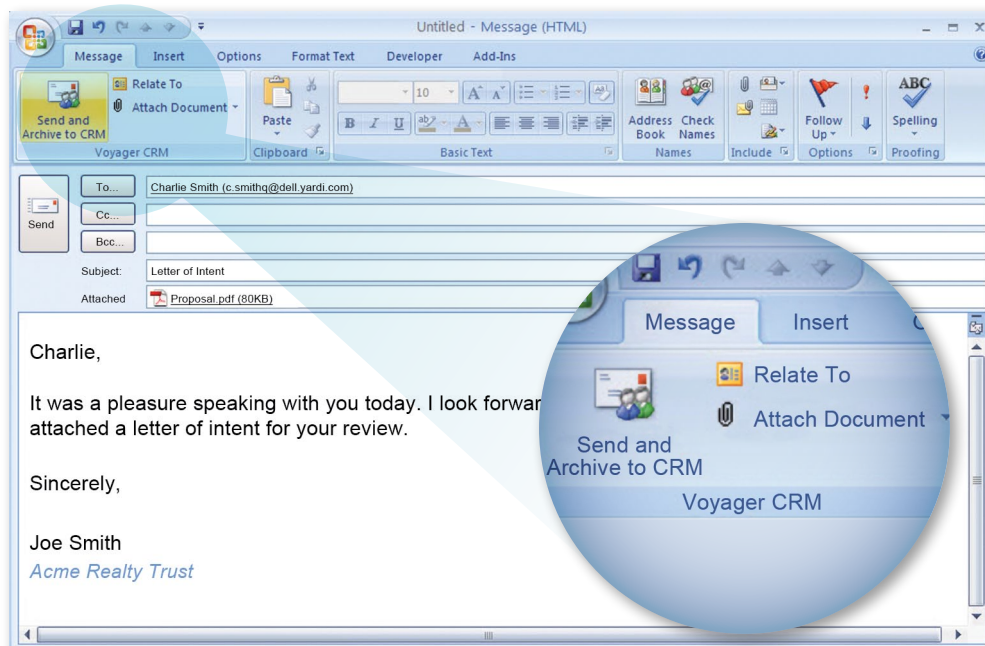 Untitled - Message (HTML)
Message Insert Options Format Text Developer Add-Ins
Send and
Archive to CRM
Relate To
Attach Document
Voyager CRM
Paste
Clipboard
10
B I U ab A
Basic Text
Address
Book
Check
Names
Names
Include
Follow
Up
Options
ABC
Spelling
Proofing
Send
To... Charlie Smith (c.smithq@dell.yardi.com)
Cc...
Bcc...
Subject: Letter of Intent
Attached Proposal.pdf (80KB)
Charlie,
It was a pleasure speaking with you today. I look forwar
attached a letter of intent for your review.
Sincerely,
Joe Smith
Acme Realty Trust
Message Insert
Send and
Archive to CRM
Relate To
Attach Document
Voyager CRM